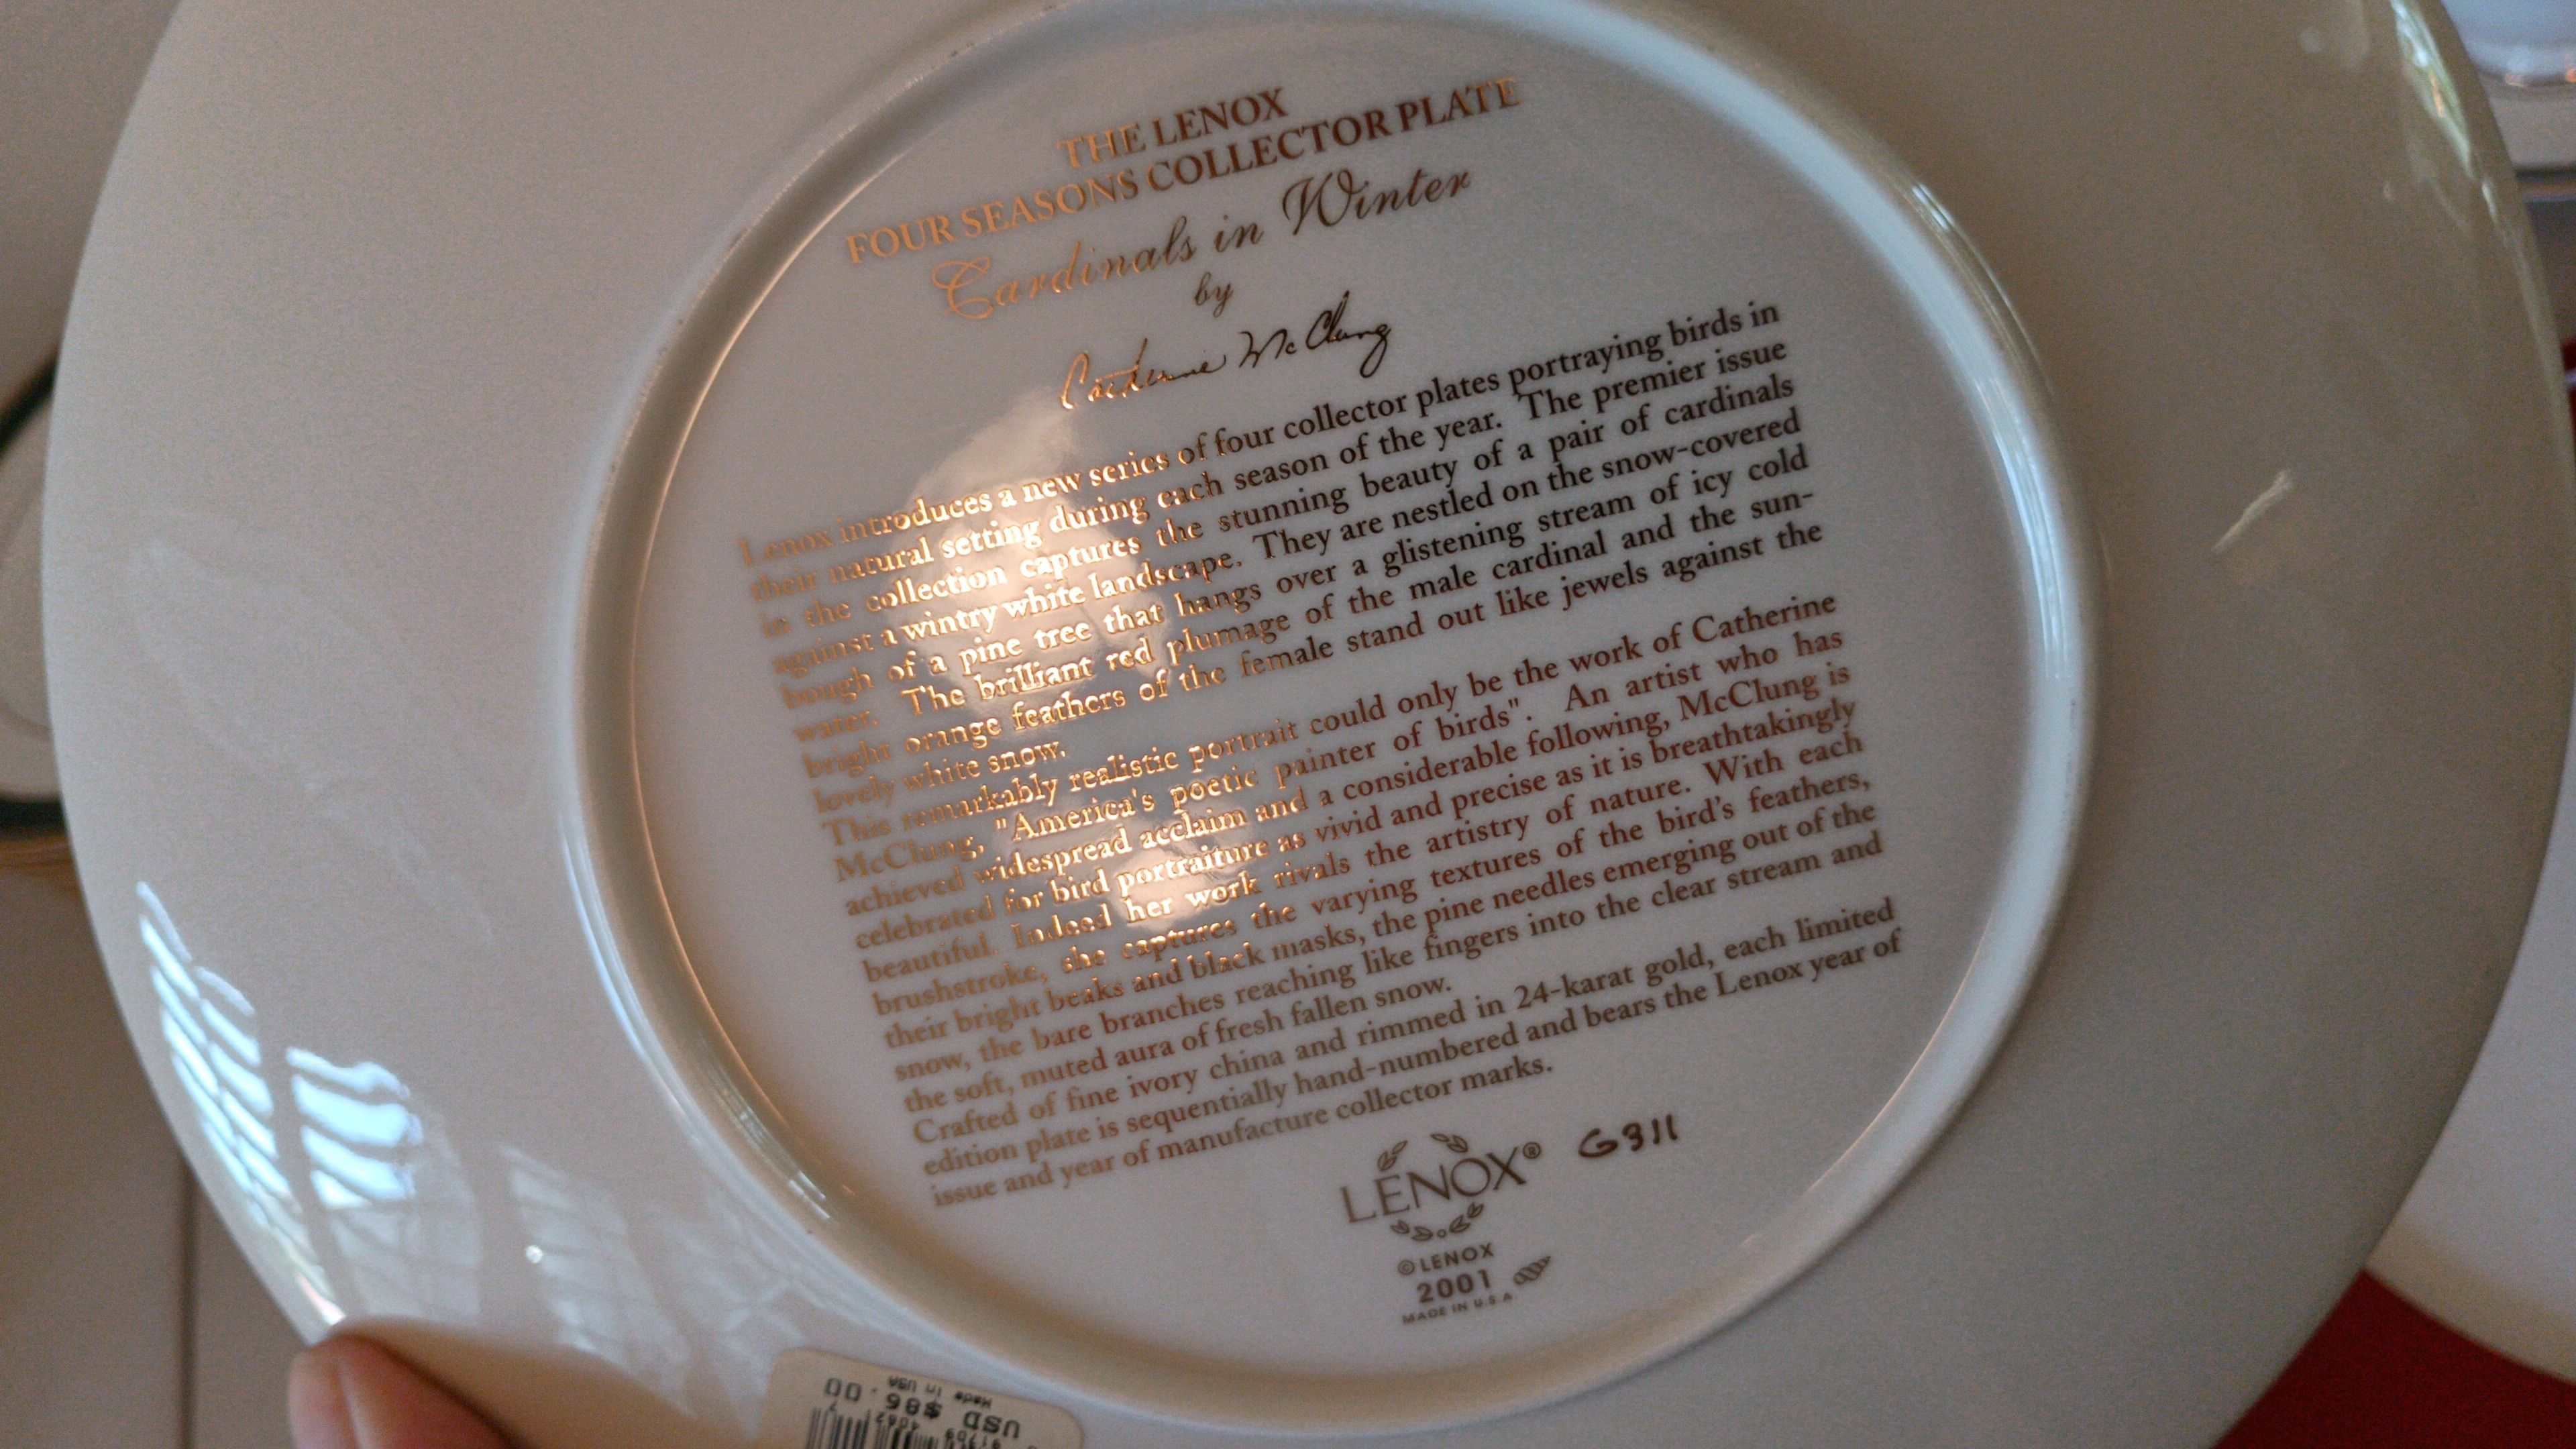 THE LENOX
FOUR SEASONS COLLECTOR PLATE
Cardinals in Winter
by
Catherine McClung
Lenox introduces a new series of four collector plates portraying birds in
their natural setting during each season of the year. The premier issue
in the collection captures the stunning beauty of a pair of cardinals
against a wintry white landscape. They are nestled on the snow-covered
bough of a pine tree that hangs over a glistening stream of icy cold
water. The brilliant red plumage of the male cardinal and the sun-
bright orange feathers of the female stand out like jewels against the
lovely white snow.
This remarkably realistic portrait could only be the work of Catherine
McClung, "America's poetic painter of birds". An artist who has
achieved widespread acclaim and a considerable following, McClung is
celebrated for bird portraiture as vivid and precise as it is breathtakingly
beautiful. Indeed her work rivals the artistry of nature. With each
brushstroke, she captures the varying textures of the bird's feathers,
their bright beaks and black masks, the pine needles emerging out of the
snow, the bare branches reaching like fingers into the clear stream and
the soft, muted aura of fresh fallen snow.
Crafted of fine ivory china and rimmed in 24-karat gold, each limited
edition plate is sequentially hand-numbered and bears the Lenox year of
issue and year of manufacture collector marks.
LENOX® G311
© LENOX
2001
MADE IN U.S.A
Made in USA
USD $86.00